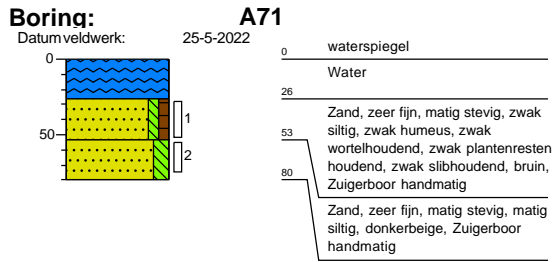 Boring: A71
Datum veldwerk: 25-5-2022
0
50
1
2
0 waterspiegel
Water
26
Zand, zeer fijn, matig stevig, zwak
siltig, zwak humeus, zwak
53 wortelhoudend, zwak plantenresten
houdend, zwak slibhoudend, bruin,
80 Zuigerboor handmatig
Zand, zeer fijn, matig stevig, matig
siltig, donkerbeige, Zuigerboor
handmatig